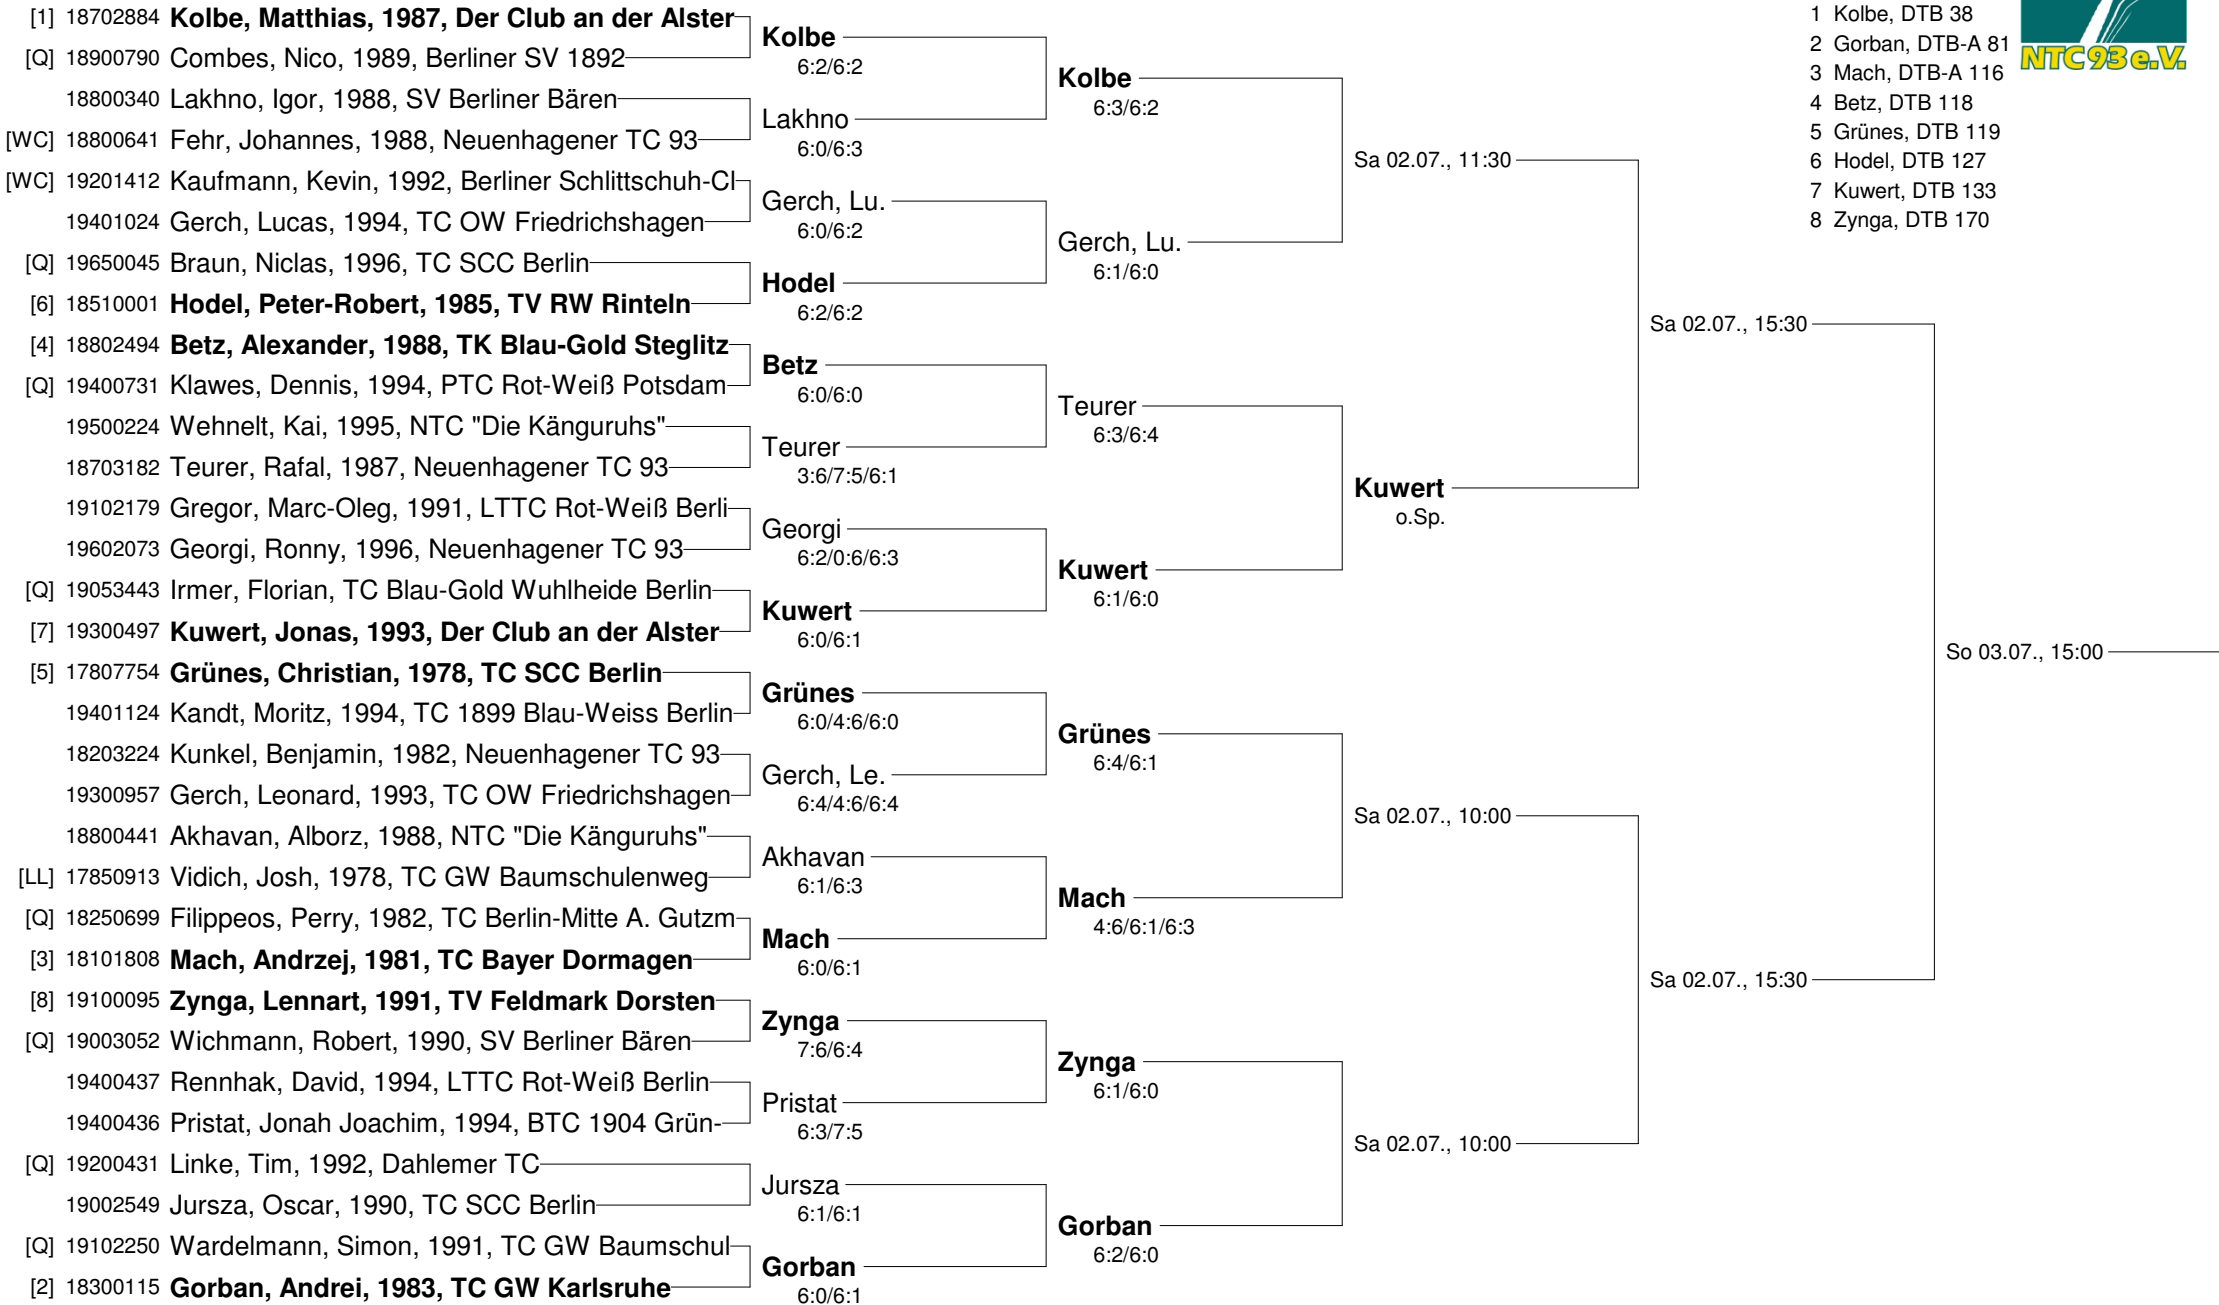 [1] 18702884 Kolbe, Matthias, 1987, Der Club an der Alster
[Q] 18900790 Combes, Nico, 1989, Berliner SV 1892
18800340 Lakhno, Igor, 1988, SV Berliner Bären
[WC] 18800641 Fehr, Johannes, 1988, Neuenhagener TC 93
[WC] 19201412 Kaufmann, Kevin, 1992, Berliner Schlittschuh-Cl
19401024 Gerch, Lucas, 1994, TC OW Friedrichshagen
[Q] 19650045 Braun, Niclas, 1996, TC SCC Berlin
[6] 18510001 Hodel, Peter-Robert, 1985, TV RW Rinteln
[4] 18802494 Betz, Alexander, 1988, TK Blau-Gold Steglitz
[Q] 19400731 Klawes, Dennis, 1994, PTC Rot-Weiß Potsdam
19500224 Wehnelt, Kai, 1995, NTC "Die Känguruhs"
18703182 Teurer, Rafal, 1987, Neuenhagener TC 93
19102179 Gregor, Marc-Oleg, 1991, LTTC Rot-Weiß Berli
19602073 Georgi, Ronny, 1996, Neuenhagener TC 93
[Q] 19053443 Irmer, Florian, TC Blau-Gold Wuhlheide Berlin
[7] 19300497 Kuwert, Jonas, 1993, Der Club an der Alster
[5] 17807754 Grünes, Christian, 1978, TC SCC Berlin
19401124 Kandt, Moritz, 1994, TC 1899 Blau-Weiss Berlin
18203224 Kunkel, Benjamin, 1982, Neuenhagener TC 93
19300957 Gerch, Leonard, 1993, TC OW Friedrichshagen
18800441 Akhavan, Alborz, 1988, NTC "Die Känguruhs"
[LL] 17850913 Vidich, Josh, 1978, TC GW Baumschulenweg
[Q] 18250699 Filippeos, Perry, 1982, TC Berlin-Mitte A. Gutzm
[3] 18101808 Mach, Andrzej, 1981, TC Bayer Dormagen
[8] 19100095 Zynga, Lennart, 1991, TV Feldmark Dorsten
[Q] 19003052 Wichmann, Robert, 1990, SV Berliner Bären
19400437 Rennhak, David, 1994, LTTC Rot-Weiß Berlin
19400436 Pristat, Jonah Joachim, 1994, BTC 1904 Grün-
[Q] 19200431 Linke, Tim, 1992, Dahlemer TC
19002549 Jursza, Oscar, 1990, TC SCC Berlin
[Q] 19102250 Wardelmann, Simon, 1991, TC GW Baumschul
[2] 18300115 Gorban, Andrei, 1983, TC GW Karlsruhe
Kolbe
6:2/6:2
Lakhno
6:0/6:3
Gerch, Lu.
6:0/6:2
Hodel
6:2/6:2
Betz
6:0/6:0
Teurer
3:6/7:5/6:1
Georgi
6:2/0:6/6:3
Kuwert
6:0/6:1
Grünes
6:0/4:6/6:0
Gerch, Le.
6:4/4:6/6:4
Akhavan
6:1/6:3
Mach
6:0/6:1
Zynga
7:6/6:4
Pristat
6:3/7:5
Jursza
6:1/6:1
Gorban
6:0/6:1
Kolbe
6:3/6:2
Gerch, Lu.
6:1/6:0
Teurer
6:3/6:4
Kuwert
6:1/6:0
Grünes
6:4/6:1
Mach
4:6/6:1/6:3
Zynga
6:1/6:0
Gorban
6:2/6:0
Sa 02.07., 11:30
Kuwert
o.Sp.
Sa 02.07., 10:00
Sa 02.07., 10:00
Sa 02.07., 15:30
Sa 02.07., 15:30
So 03.07., 15:00
1 Kolbe, DTB 38
2 Gorban, DTB-A 81
3 Mach, DTB-A 116
4 Betz, DTB 118
5 Grünes, DTB 119
6 Hodel, DTB 127
7 Kuwert, DTB 133
8 Zynga, DTB 170
NTC 93 e.V.